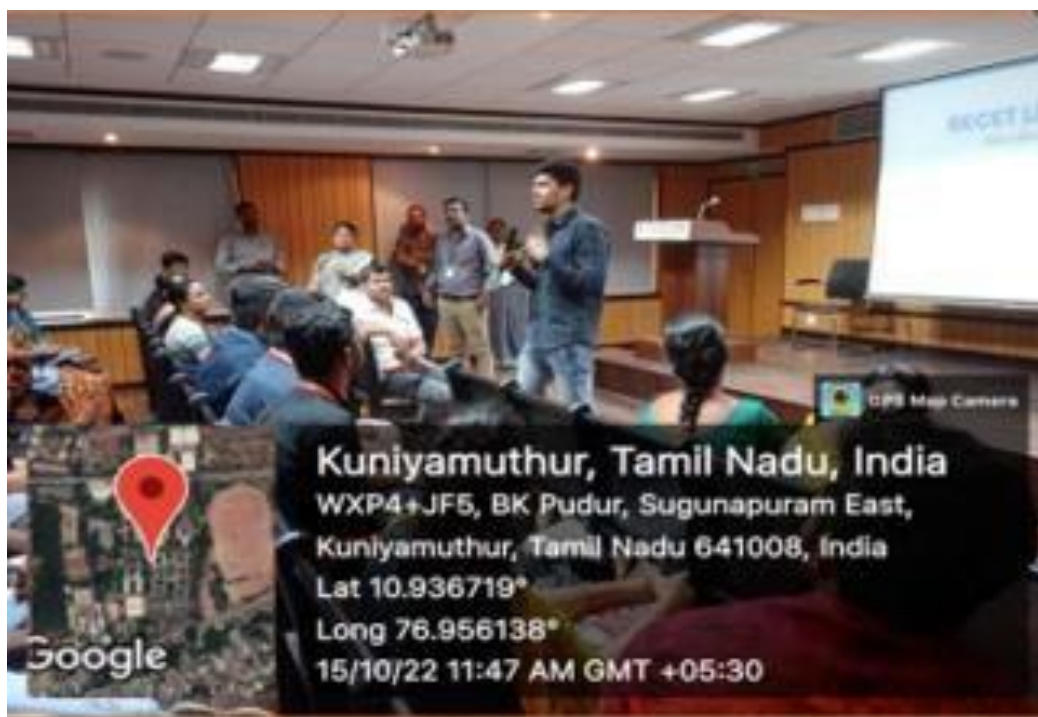 GPS Map Camera
Kuniyamuthur, Tamil Nadu, India
WXP4+JF5, BK Pudur, Sugunapuram East,
Kuniyamuthur, Tamil Nadu 641008, India
Lat 10.936719°
Long 76.956138°
15/10/22 11:47 AM GMT +05:30
Google